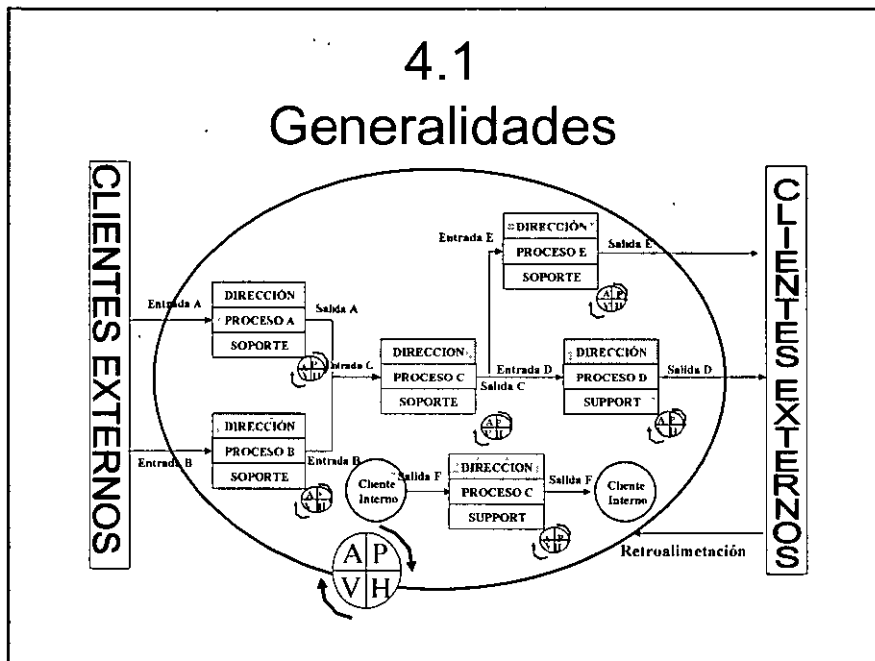 4.1
Generalidades
CLIENTES EXTERNOS
Entrada A
DIRECCIÓN
PROCESO A
SOPORTE
Salida A
A P
V H
Entrada B
DIRECCIÓN
PROCESO B
SOPORTE
Entrada B
A P
V H
Entrada C
DIRECCION
PROCESO C
SOPORTE
Salida C
A P
V H
Entrada E
DIRECCIÓN
PROCESO E
SOPORTE
Salida E
A P
V H
Entrada D
DIRECCIÓN
PROCESO D
SUPPORT
Salida D
A P
V H
Cliente
Interno
Salida F
DIRECCION
PROCESO C
SUPPORT
Salida F
A P
V H
Cliente
Interno
Retroalimetación
A P
V H
CLIENTES EXTERNOS